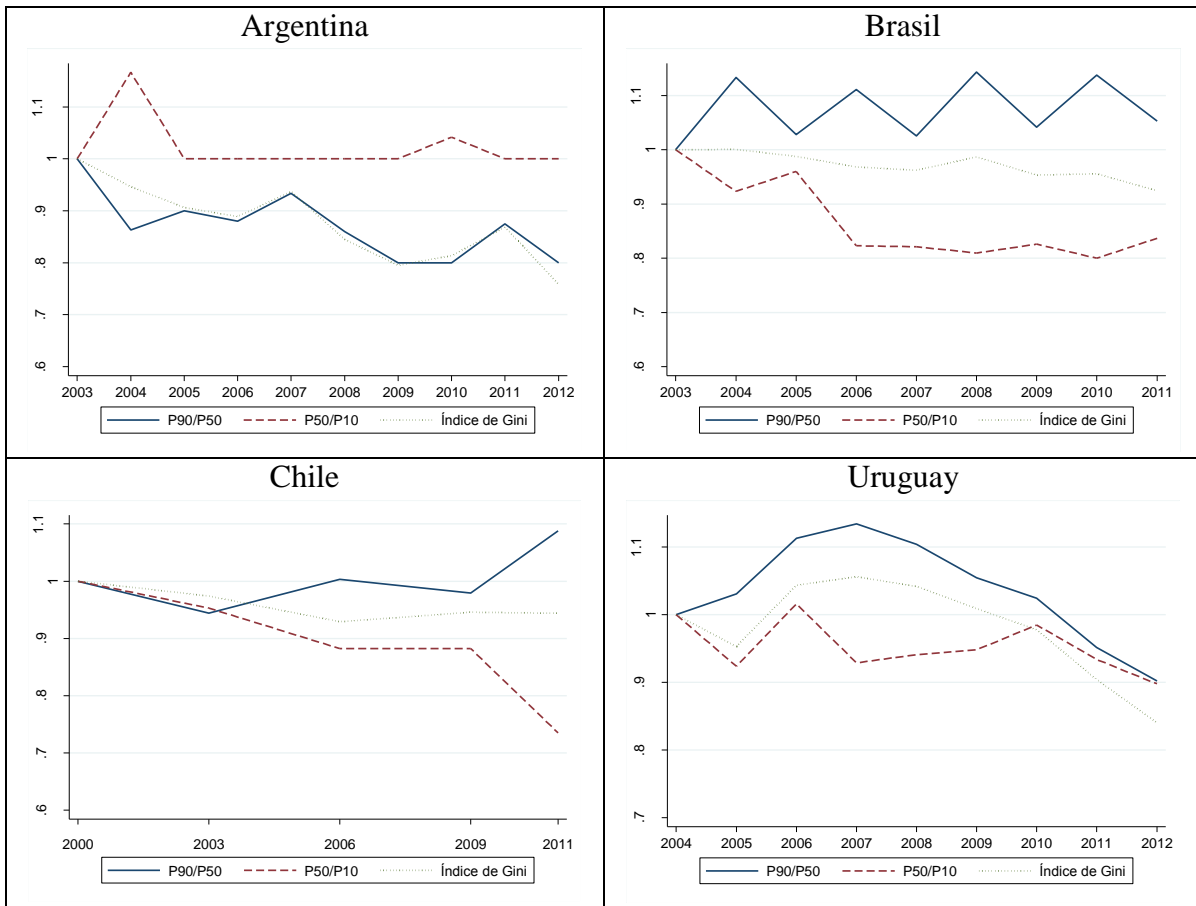 Argentina
1.1
1
.9
.8
.7
.6
2003 2004 2005 2006 2007 2008 2009 2010 2011 2012
P90/P50 P50/P10 Índice de Gini
Brasil
1.1
1
.9
.8
.7
.6
2003 2004 2005 2006 2007 2008 2009 2010 2011
P90/P50 P50/P10 Índice de Gini
Chile
1.1
1
.9
.8
.7
.6
2000 2003 2006 2009 2011
P90/P50 P50/P10 Índice de Gini
Uruguay
1.1
1
.9
.8
.7
2004 2005 2006 2007 2008 2009 2010 2011 2012
P90/P50 P50/P10 Índice de Gini